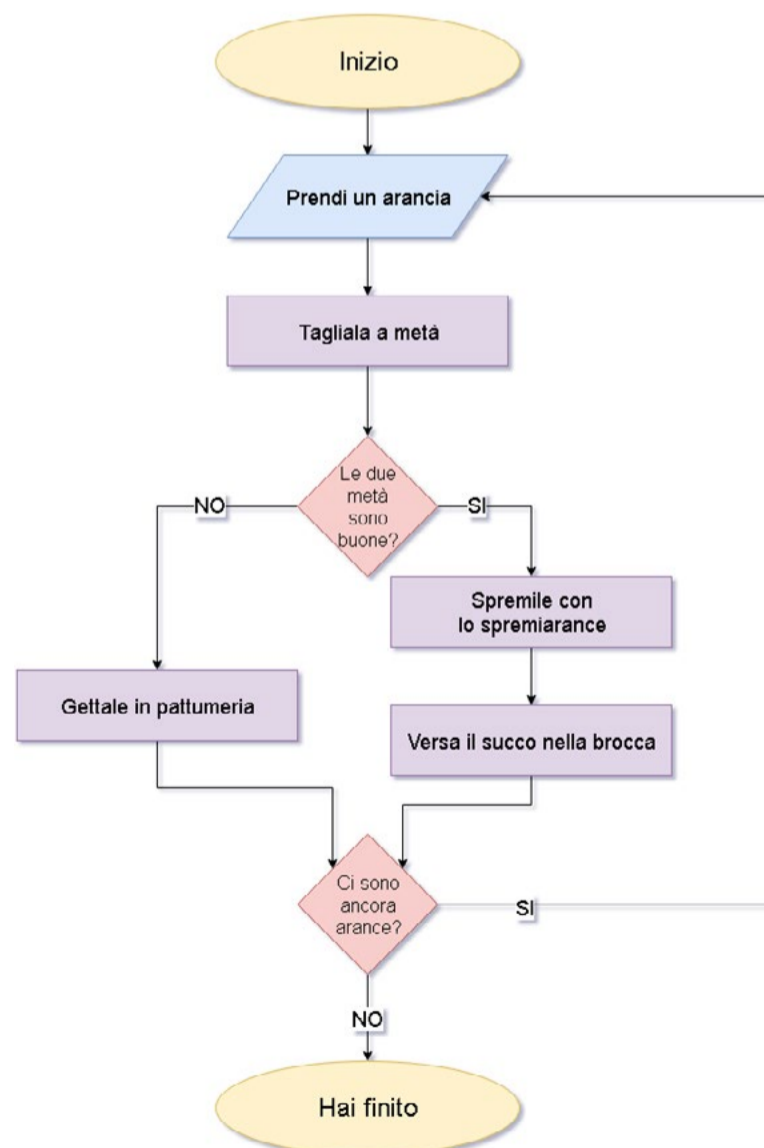 Inizio
Prendi un arancia
Tagliala a metà
Le due
metà
sono
buone?
NO
SI
Spremile con
lo spremiarance
Gettale in pattumeria
Versa il succo nella brocca
Ci sono
ancora
arance?
SI
NO
Hai finito